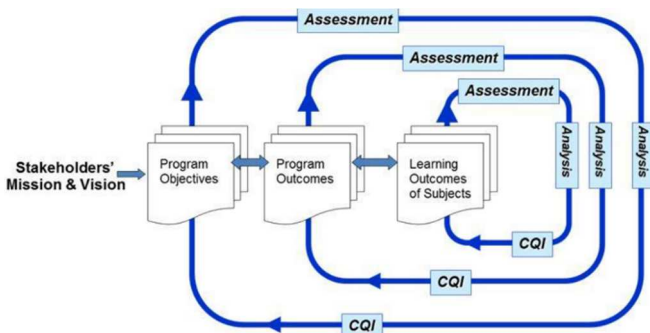 Assessment
Assessment
Assessment
Stakeholders'
Mission & Vision
Program
Objectives
Program
Outcomes
Learning
Outcomes
of Subjects
Analysis
Analysis
Analysis
CQI
CQI
CQI